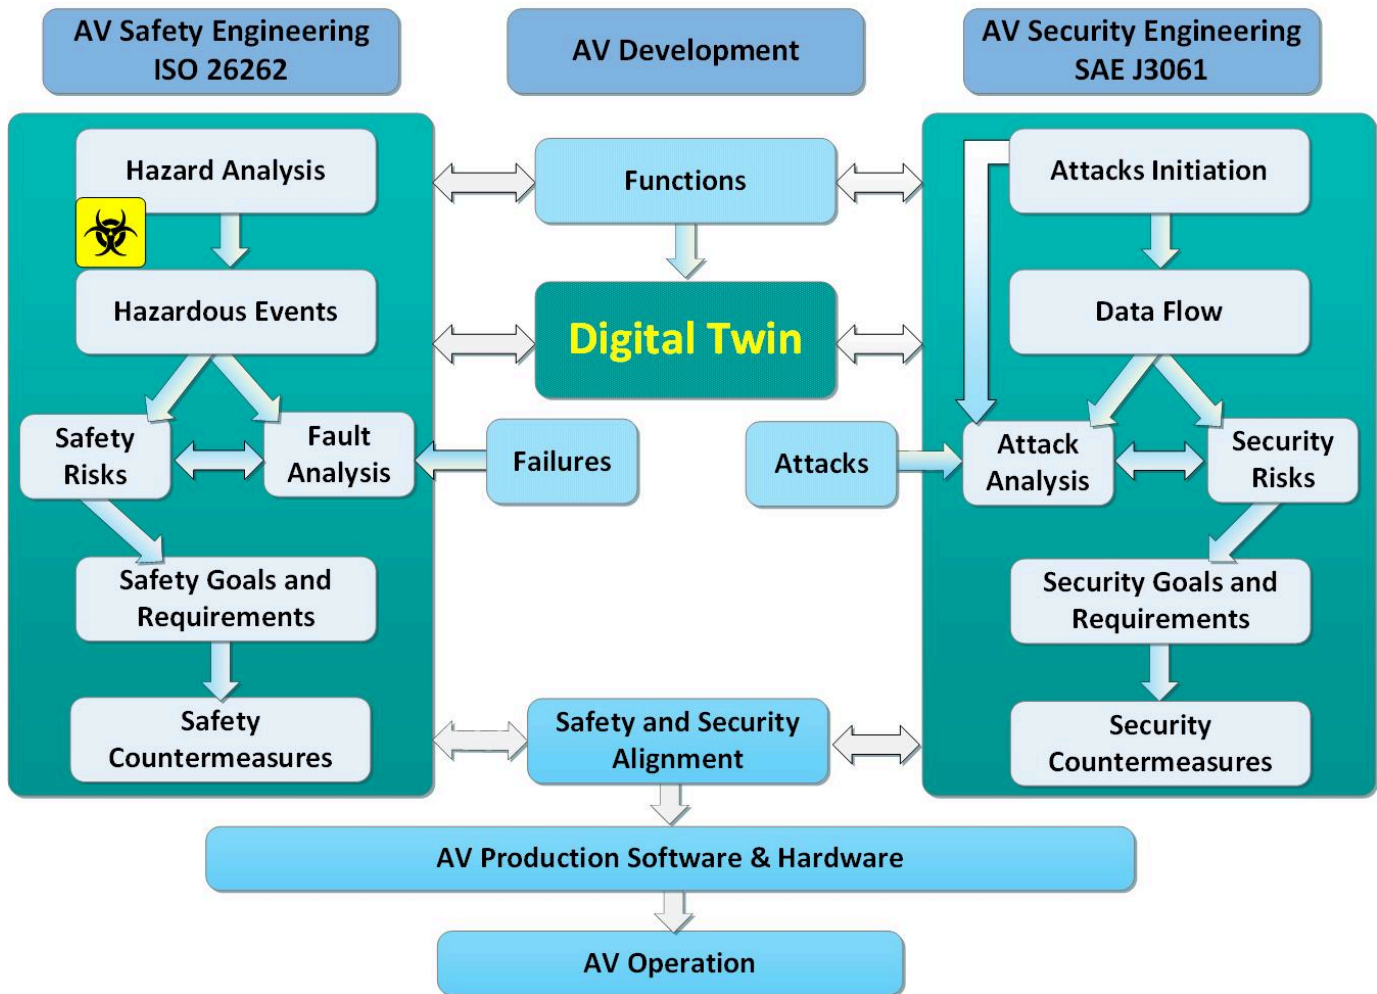 AV Safety Engineering
ISO 26262
AV Development
AV Security Engineering
SAE J3061
Hazard Analysis
Functions
Attacks Initiation
Hazardous Events
Digital Twin
Data Flow
Safety
Risks
Fault
Analysis
Failures
Attacks
Attack
Analysis
Security
Risks
Safety Goals and
Requirements
Security Goals and
Requirements
Safety
Countermeasures
Safety and Security
Alignment
Security
Countermeasures
AV Production Software & Hardware
AV Operation